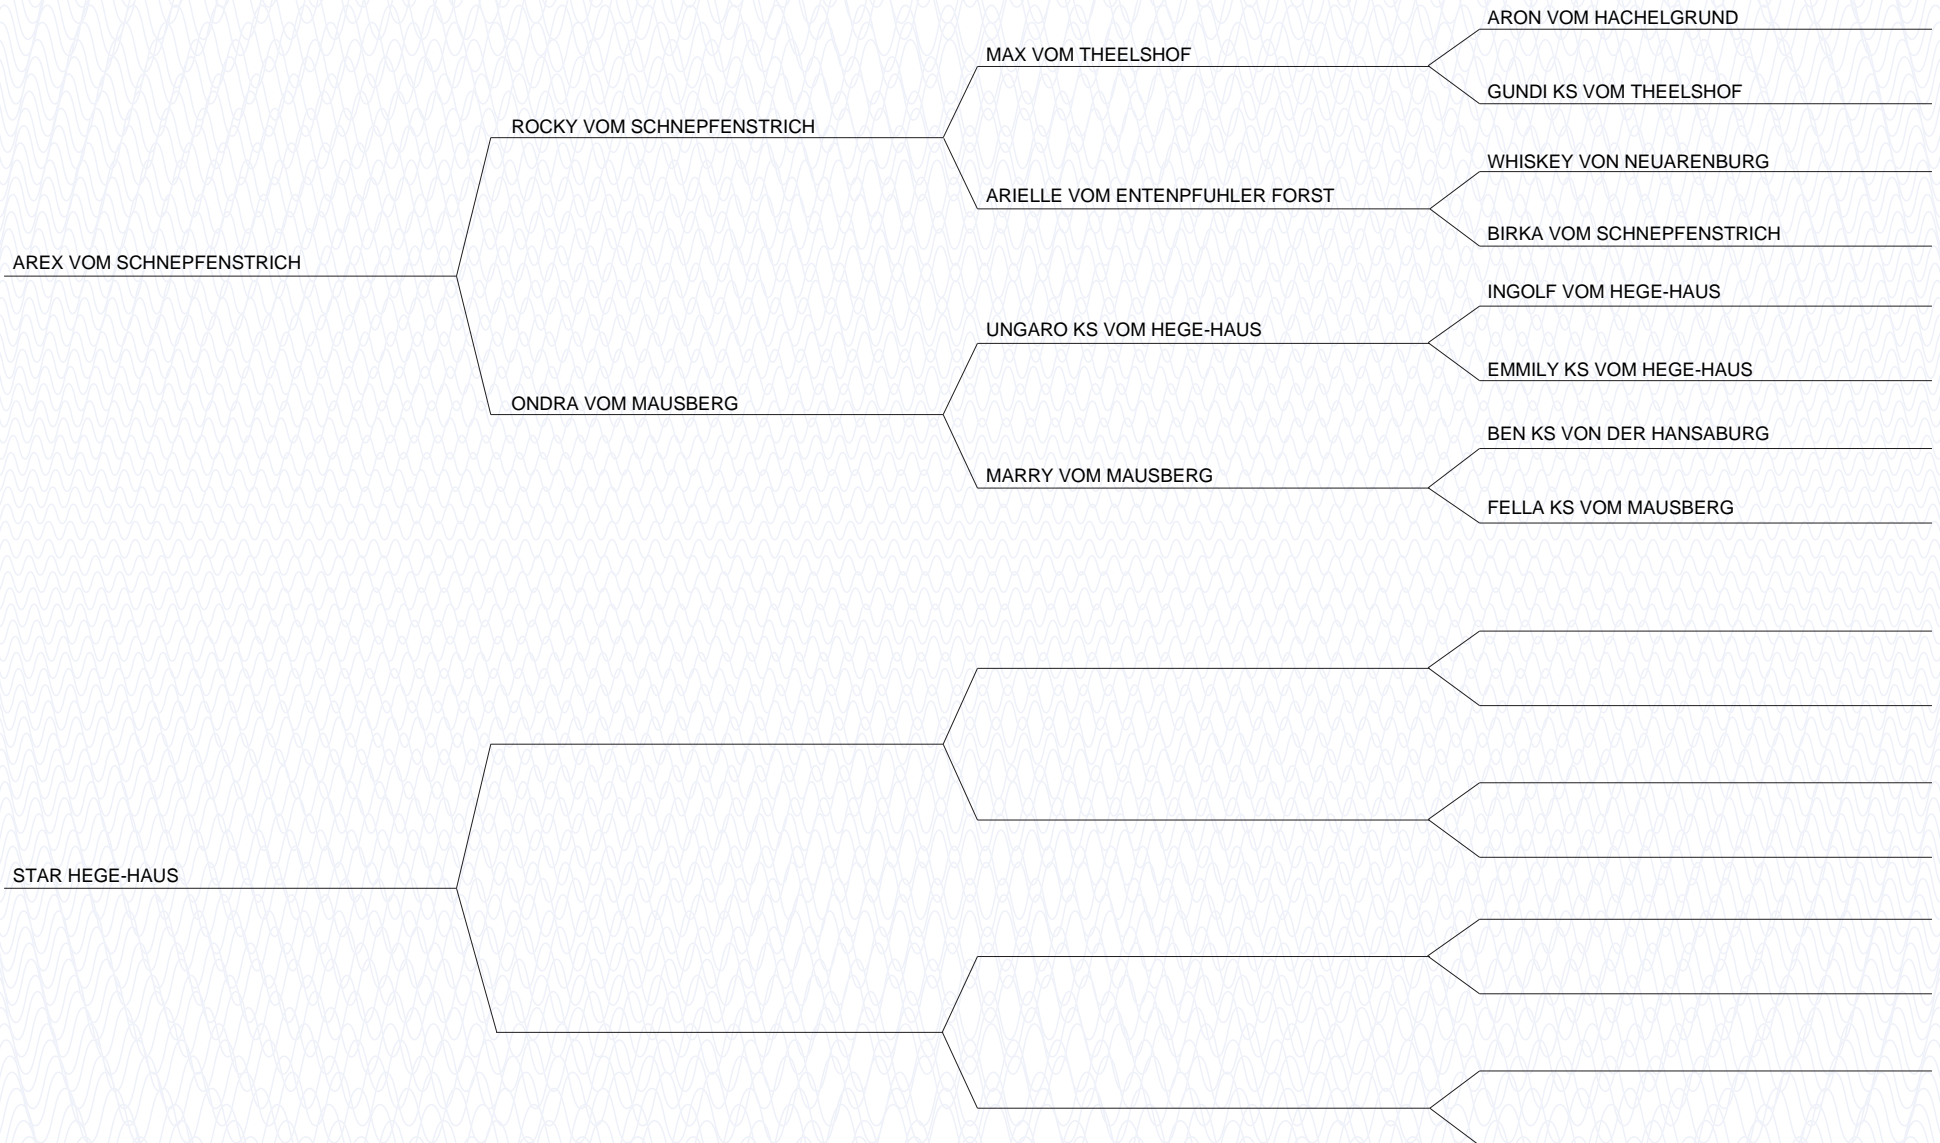 ARON VOM HACHELGRUND
MAX VOM THEELSHOF
GUNDI KS VOM THEELSHOF
ROCKY VOM SCHNEPFENSTRICH
WHISKEY VON NEUARENBURG
ARIELLE VOM ENTENPFUHLER FORST
BIRKA VOM SCHNEPFENSTRICH
AREX VOM SCHNEPFENSTRICH
INGOLF VOM HEGE-HAUS
UNGARO KS VOM HEGE-HAUS
EMMILY KS VOM HEGE-HAUS
ONDRA VOM MAUSBERG
BEN KS VON DER HANSABURG
MARRY VOM MAUSBERG
FELLA KS VOM MAUSBERG
STAR HEGE-HAUS